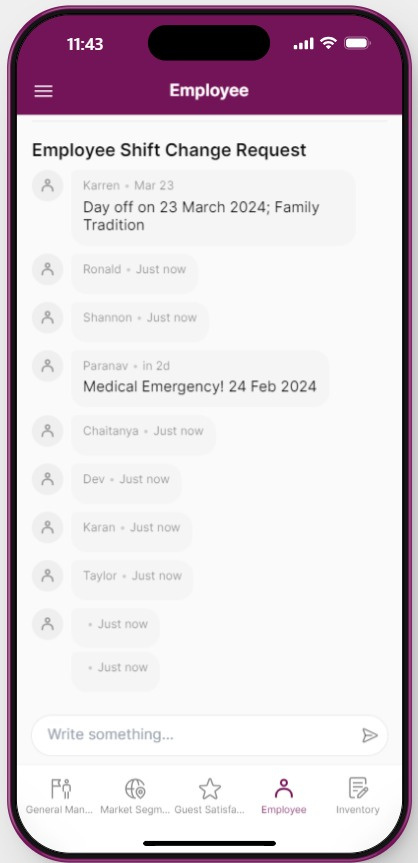 11:43
Employee
Employee Shift Change Request
Karren • Mar 23
Day off on 23 March 2024; Family
Tradition
Ronald • Just now
Shannon • Just now
Paranav • in 2d
Medical Emergency! 24 Feb 2024
Chaitanya • Just now
Dev • Just now
Karan • Just now
Taylor • Just now
• Just now
• Just now
Write something...
General Man... Market Segm... Guest Satisfa... Employee Inventory